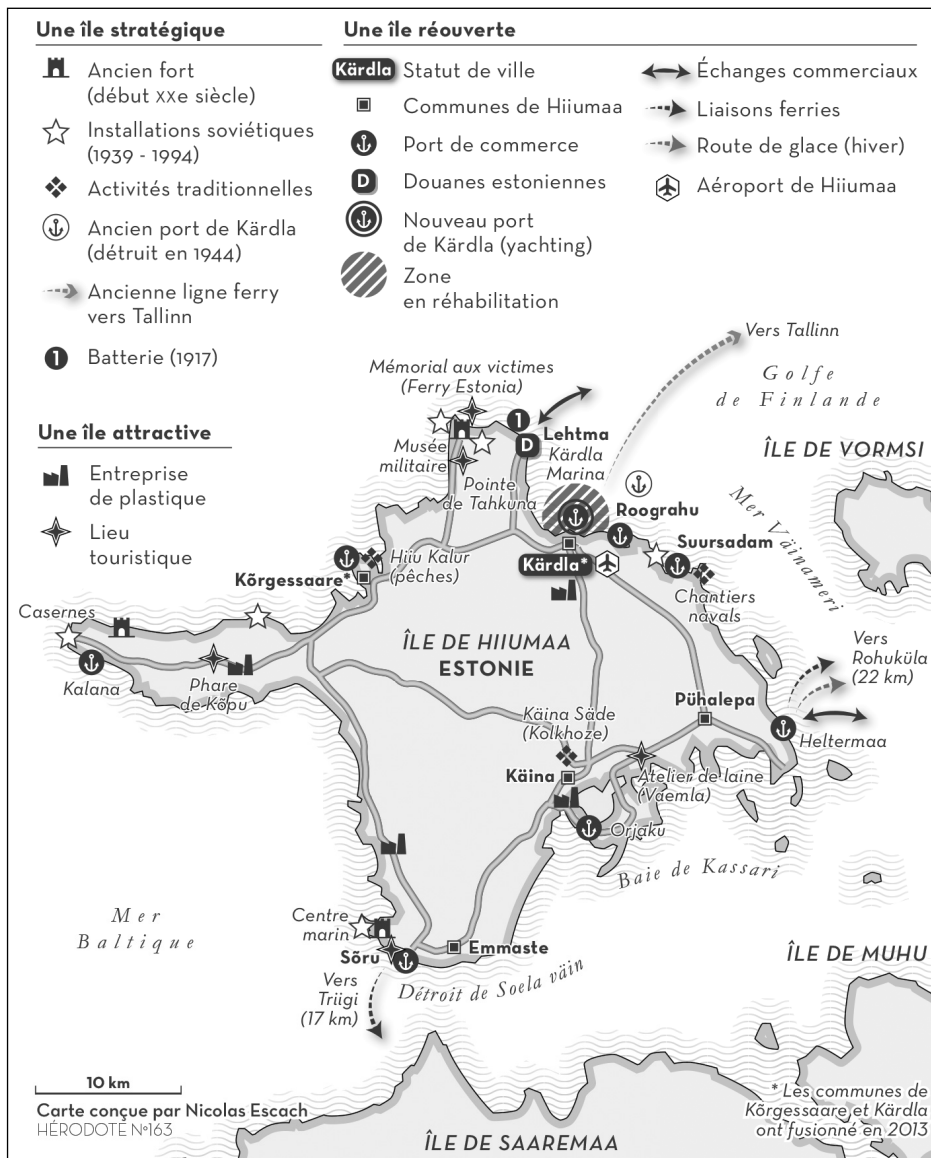 Une île stratégique
Ancien fort
(début XXe siècle)
Installations soviétiques
(1939 - 1994)
Activités traditionnelles
Ancien port de Kärdla
(détruit en 1944)
Ancienne ligne ferry
vers Tallinn
1
Batterie (1917)
Une île attractive
Entreprise
de plastique
Lieu
touristique
Une île réouverte
Kärdla
Statut de ville
Communes de Hiiumaa
Port de commerce
D
Douanes estoniennes
Nouveau port
de Kärdla (yachting)
Zone
en réhabilitation
Échanges commerciaux
Liaisons ferries
Route de glace (hiver)
Aéroport de Hiiumaa
Vers Tallinn
Golfe
de Finlande
Mémorial aux victimes
(Ferry Estonia)
1
Lehtma
D
Kärdla
Marina
Musée
militaire
Pointe
de Tahkuna
ÎLE DE VORMSI
Mer Väinameri
Roograhu
Suursadam
Hiiu Kalur
(pêches)
Kõrgessaare*
Kärdla*
Chantiers
navals
Casernes
Kalana
Phare
de Kõpu
ÎLE DE HIIUMAA
ESTONIE
Vers
Rohuküla
(22 km)
Pühalepa
Heltermaa
Käina Säde
(Kolkhoze)
Käina
Atelier de laine
(Vaemla)
Orjaku
Baie de Kassari
Mer
Baltique
Centre
marin
Sõru
Emmaste
Vers
Triigi
(17 km)
Détroit de Soela väin
ÎLE DE MUHU
10 km
Carte conçue par Nicolas Escach
HÉRODOTE N°163
ÎLE DE SAAREMAA
* Les communes de
Kõrgessaare et Kärdla
ont fusionné en 2013